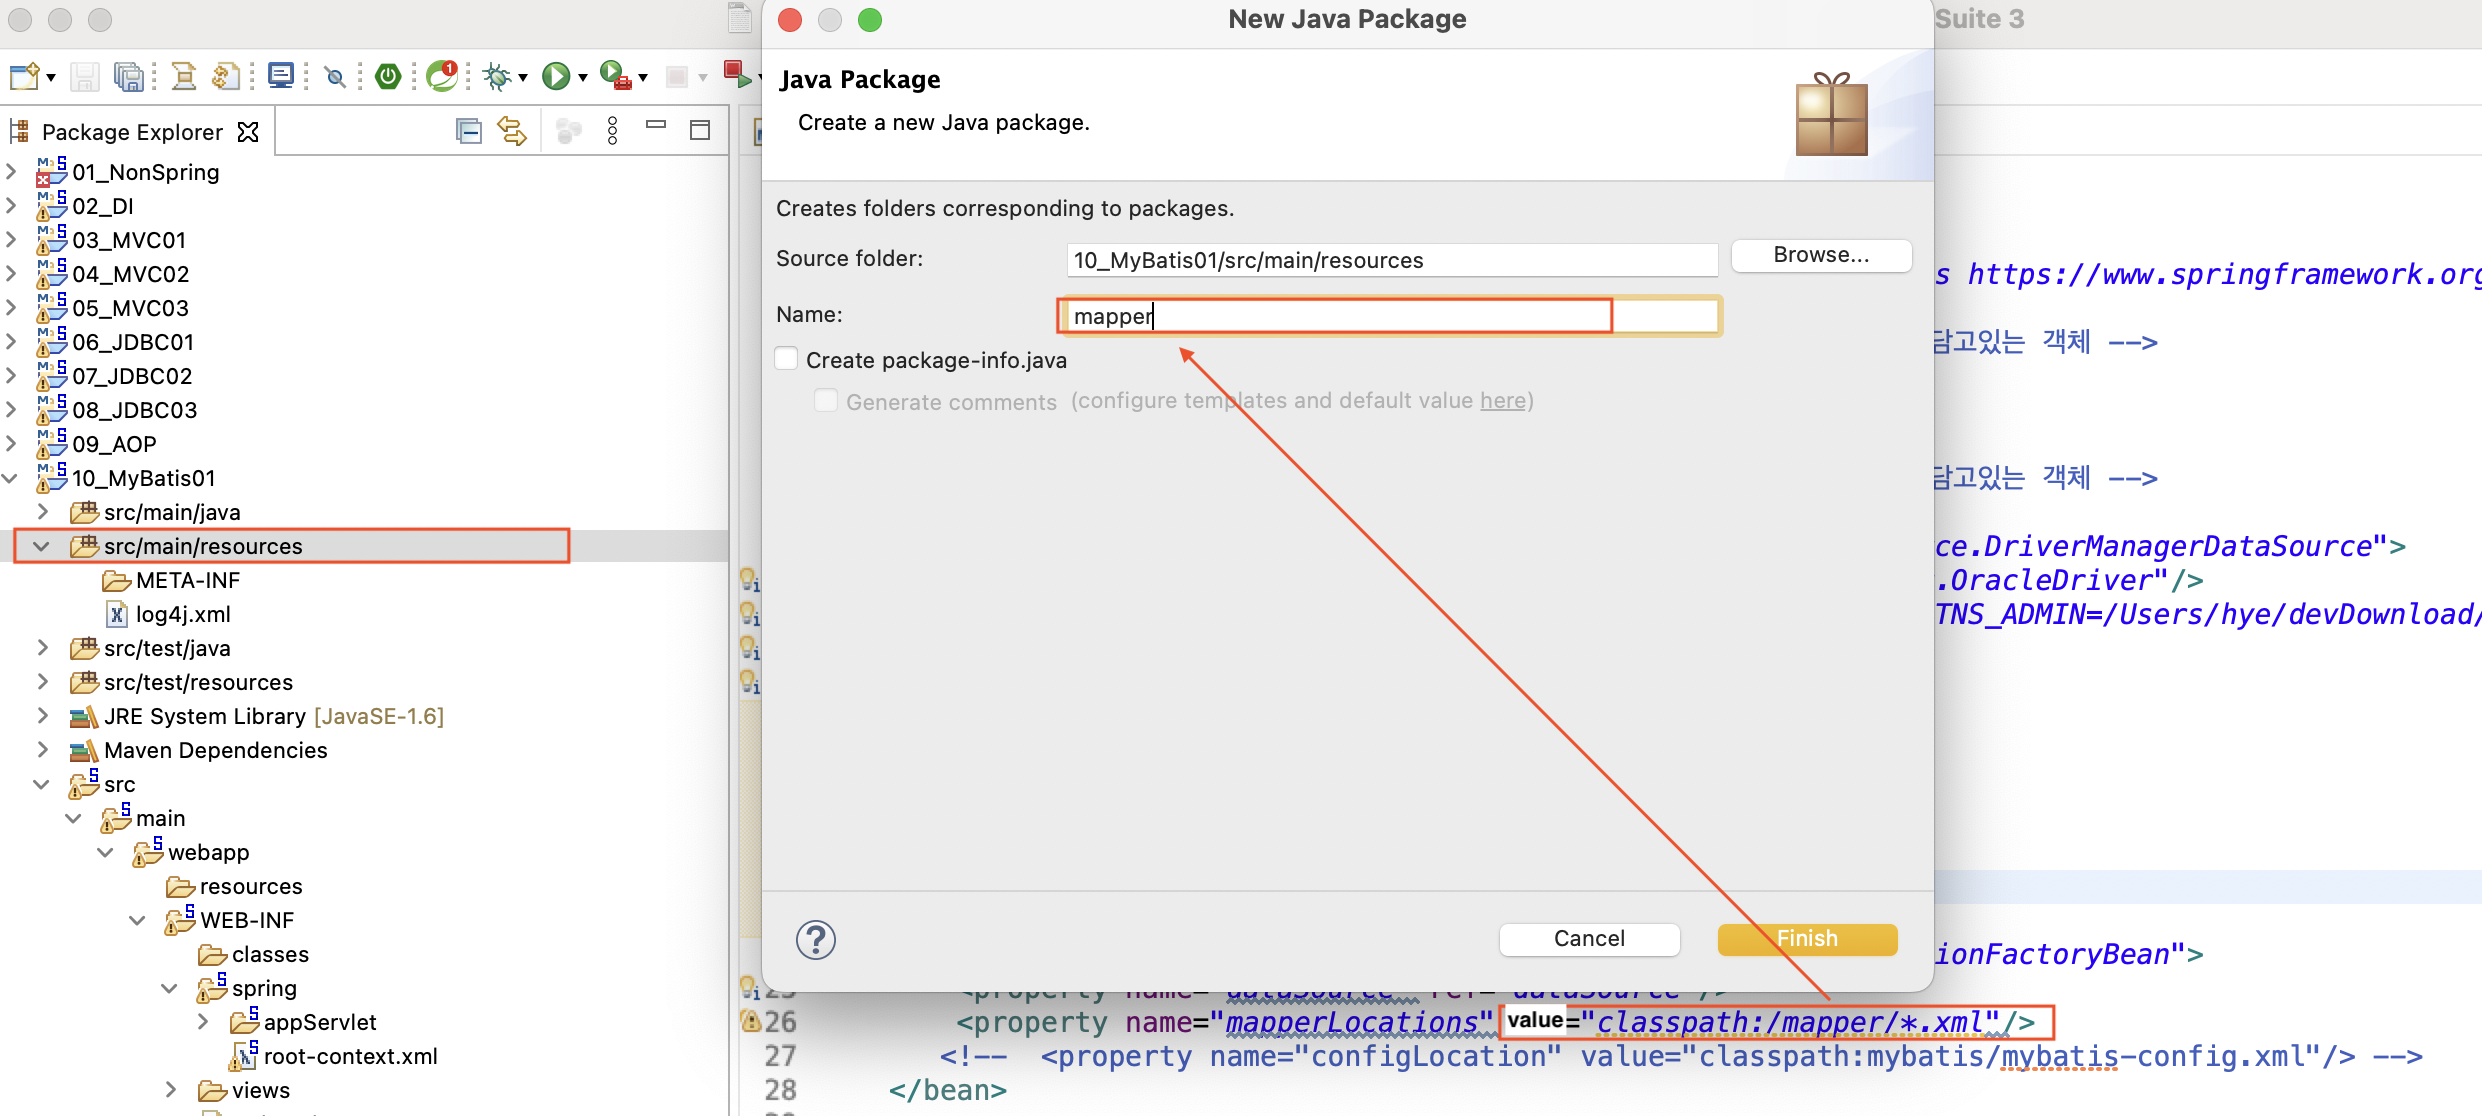 New Java Package
Suite 3
Java Package
Create a new Java package.
Package Explorer
01_NonSpring
02_DI
03_MVC01
04_MVC02
05_MVC03
06_JDBC01
07_JDBC02
08_JDBC03
09_AOP
10_MyBatis01
src/main/java
src/main/resources
META-INF
log4j.xml
src/test/java
src/test/resources
JRE System Library [JavaSE-1.6]
Maven Dependencies
src
main
webapp
resources
WEB-INF
classes
spring
appServlet
root-context.xml
views
Creates folders corresponding to packages.
Source folder: 10_MyBatis01/src/main/resources Browse...
Name: mapper
Create package-info.java
Generate comments (configure templates and default value here)
Cancel Finish
s https://www.springframework.org
담고있는 객체 -->
담고있는 객체 -->
ce.DriverManagerDataSource">
.OracleDriver"/>
TNS_ADMIN=/Users/hye/devDownload/
ionFactoryBean">
25 <property name="dataSource" ref="dataSource"/>
26 <property name="mapperLocations" value="classpath:/mapper/*.xml"/>
27 <!-- <property name="configLocation" value="classpath:mybatis/mybatis-config.xml"/> -->
28 </bean>